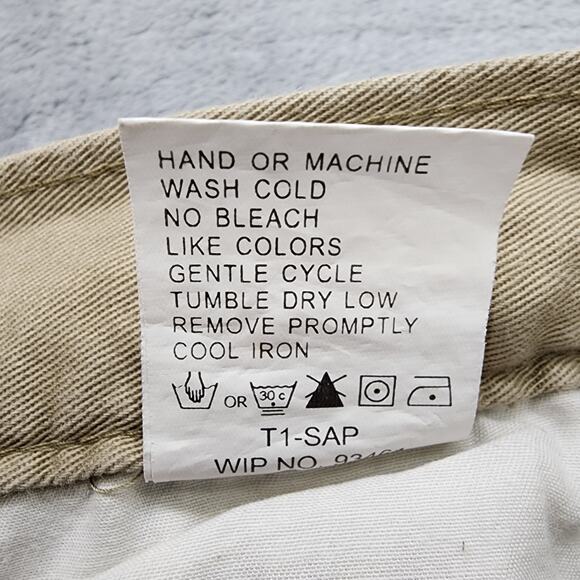 HAND OR MACHINE
WASH COLD
NO BLEACH
LIKE COLORS
GENTLE CYCLE
TUMBLE DRY LOW
REMOVE PROMPTLY
COOL IRON
OR 30 c
T1-SAP
WIP NO.